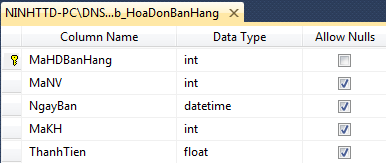 NINHTTD-PC\DNS...b_HoaDonBanHang
Column Name Data Type Allow Nulls
MaHDBanHang int
MaNV int
NgayBan datetime
MaKH int
ThanhTien float